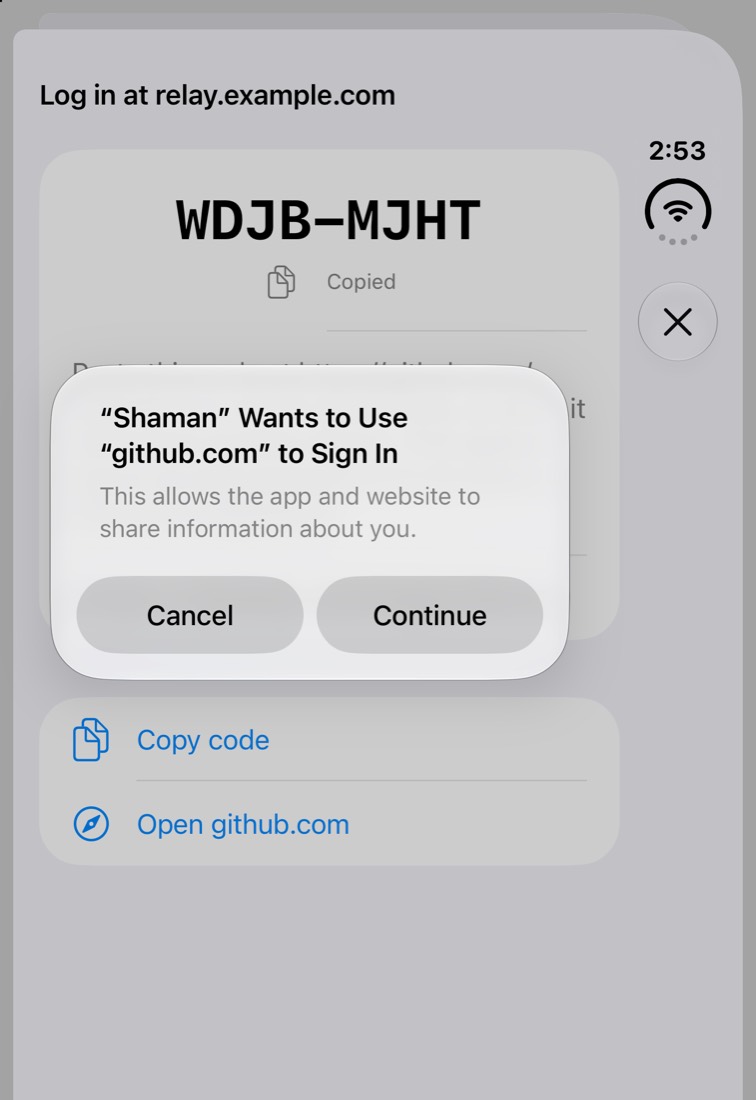 Log in at relay.example.com
2:53
WDJB–MJHT
Copied
it
“Shaman” Wants to Use
“github.com” to Sign In
This allows the app and website to
share information about you.
Cancel
Continue
Copy code
Open github.com